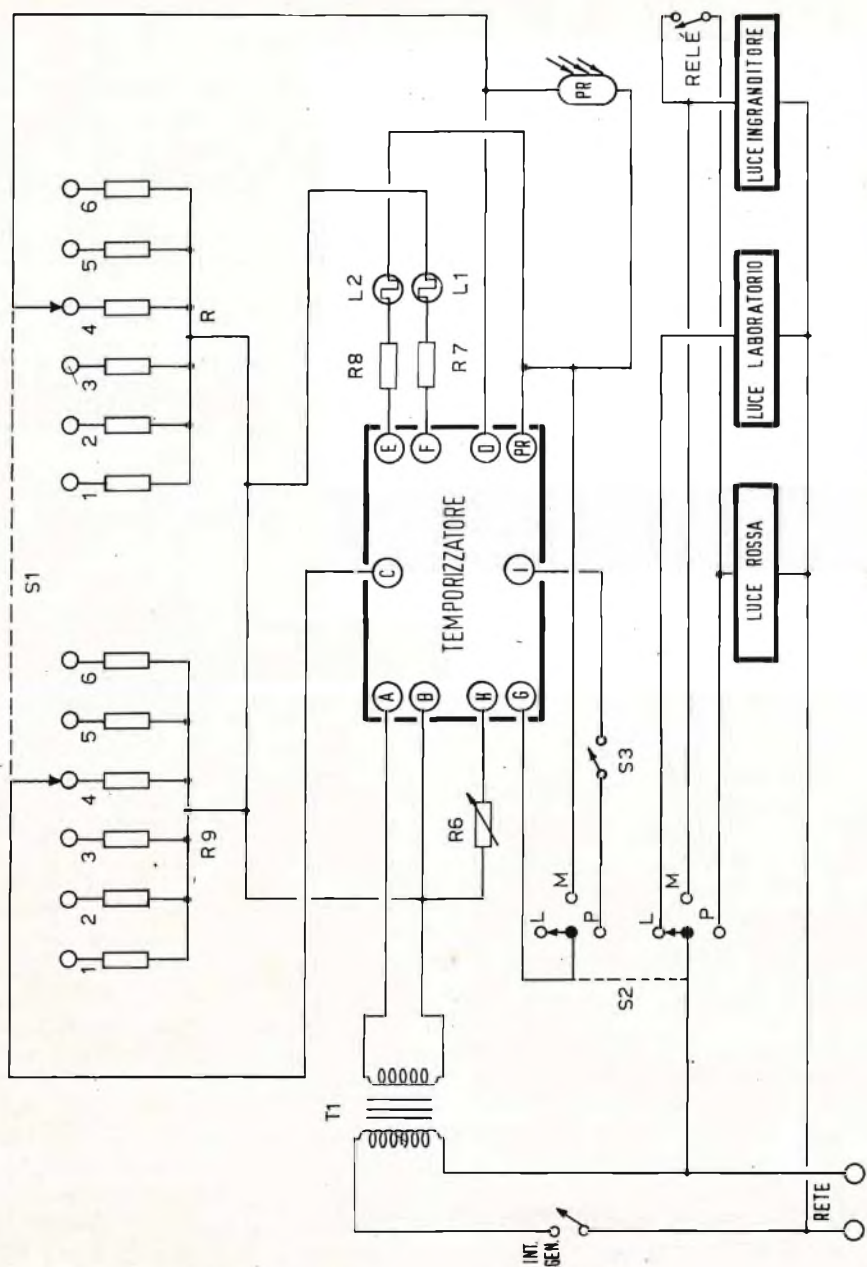 S1
1
2
3
4
5
6
R9
1
2
3
4
5
6
R
T1
R6
A
B
H
G
C
I
TEMPORIZZATORE
E
F
D
PR
R8
R7
L2
L1
PR
L
M
P
S3
S2
L
M
P
RELÉ
INT.
GEN.
RETE
LUCE ROSSA
LUCE LABORATORIO
LUCE INGRANDITORE